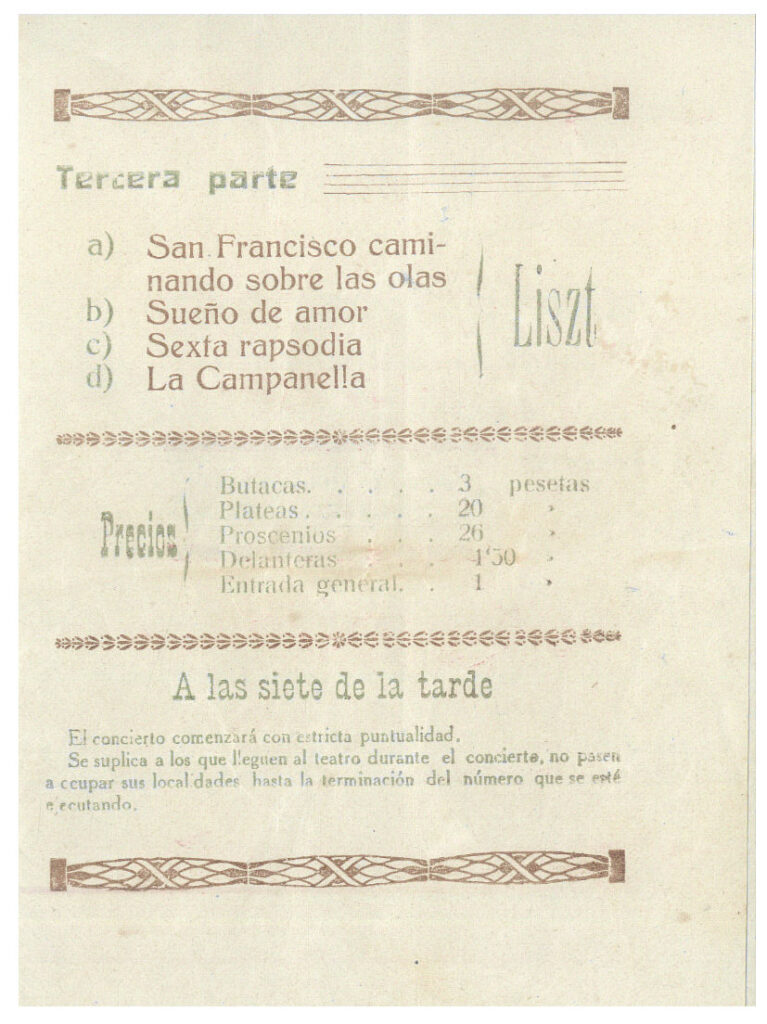 Tercera parte
a) San Francisco cami-
nando sobre las olas
b) Sueño de amor
c) Sexta rapsodia
d) La Campanella
Liszt
Precios
Butacas. . . . . 3 pesetas
Plateas . . . . . 20 »
Proscenios . . . 26 »
Delanteras . . . 1'50 »
Entrada general. . 1 »
A las siete de la tarde
El concierto comenzará con estricta puntualidad.
Se suplica a los que lleguen al teatro durante el concierto, no pasen
a ocupar sus localidades hasta la terminación del número que se esté
ejecutando.